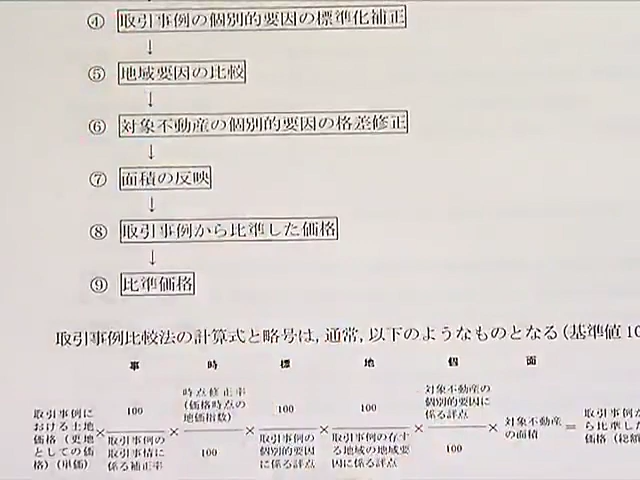 ④ 取引事例の個別的要因の標準化補正
↓
⑤ 地域要因の比較
↓
⑥ 対象不動産の個別的要因の格差修正
↓
⑦ 面積の反映
↓
⑧ 取引事例から比準した価格
↓
⑨ 比準価格
取引事例比較法の計算式と略号は, 通常, 以下のようなものとなる (基準値 10
事 時 標 地 個 面
取引事例に
おける土地
価格 (更地
としての価
格) (単価)
×
100
取引事例の
取引事情に
係る補正率
×
時点修正率
(価格時点の
地価指数)
100
×
100
取引事例の
個別的要因
に係る評点
×
100
取引事例の存す
る地域の地域要
因に係る評点
×
対象不動産の
個別的要因に
係る評点
100
×
対象不動産
の面積
=
取引事例か
ら比準した
価格 (総額